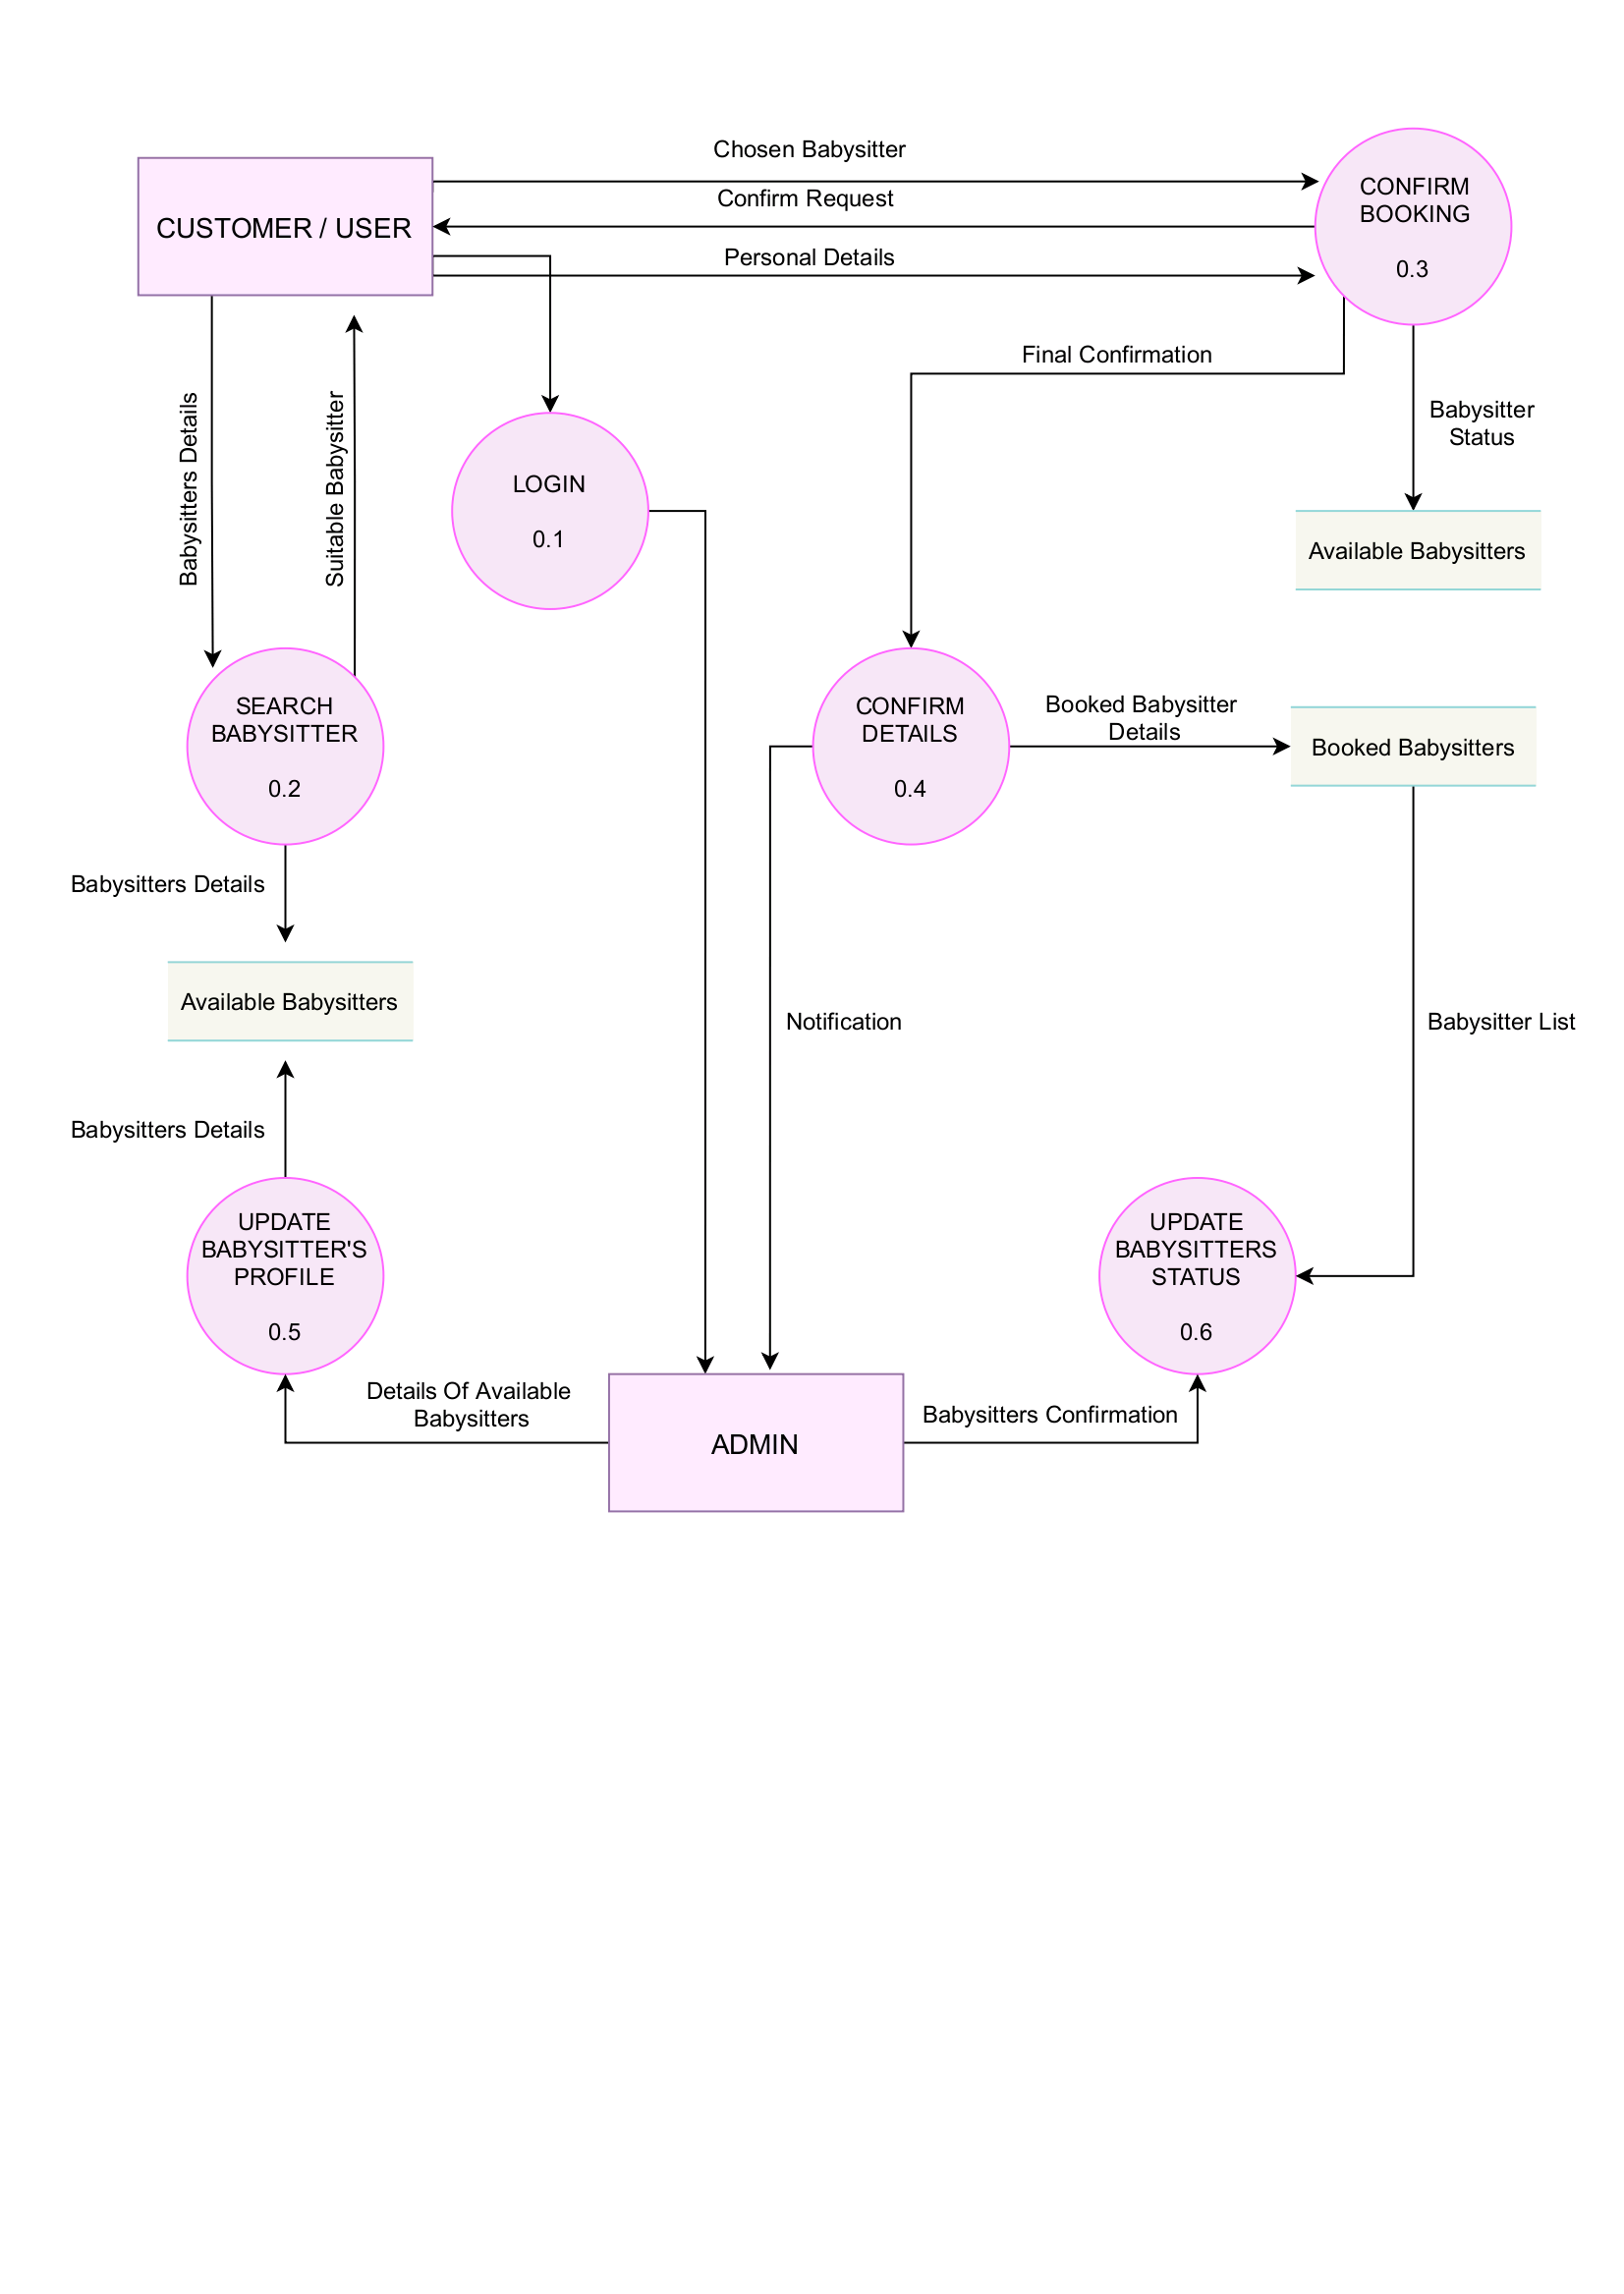 Chosen Babysitter
Confirm Request
Personal Details
CUSTOMER / USER
CONFIRM
BOOKING
0.3
Final Confirmation
Babysitter
Status
Babysitters Details
Suitable Babysitter
LOGIN
0.1
Available Babysitters
SEARCH
BABYSITTER
0.2
CONFIRM
DETAILS
0.4
Booked Babysitter
Details
Booked Babysitters
Babysitters Details
Available Babysitters
Notification
Babysitter List
Babysitters Details
UPDATE
BABYSITTER'S
PROFILE
0.5
UPDATE
BABYSITTERS
STATUS
0.6
Details Of Available
Babysitters
ADMIN
Babysitters Confirmation